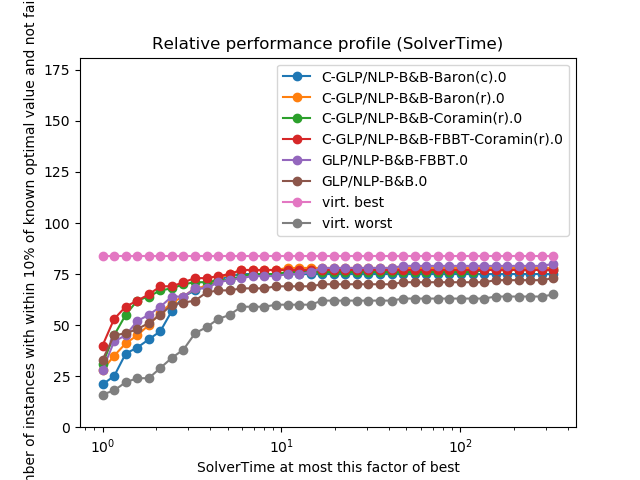 Relative performance profile (SolverTime)
mber of instances with within 10% of known optimal value and not fai
175
150
125
100
75
50
25
0
C-GLP/NLP-B&B-Baron(c).0
C-GLP/NLP-B&B-Baron(r).0
C-GLP/NLP-B&B-Coramin(r).0
C-GLP/NLP-B&B-FBBT-Coramin(r).0
GLP/NLP-B&B-FBBT.0
GLP/NLP-B&B.0
virt. best
virt. worst
10⁰ 10¹ 10²
SolverTime at most this factor of best